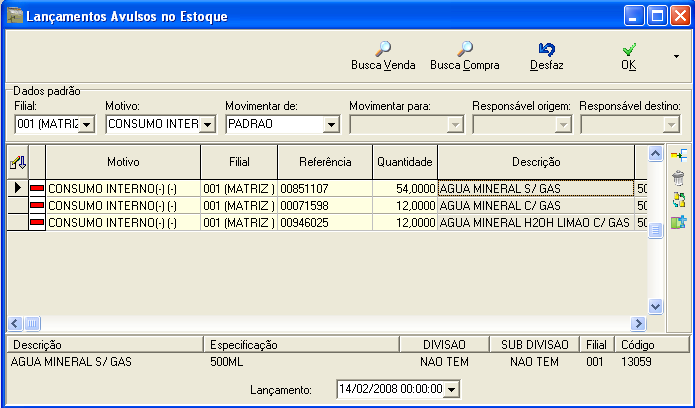 Lançamentos Avulsos no Estoque
Busca Venda Busca Compra Desfaz OK
Dados padrão
Filial: Motivo: Movimentar de: Movimentar para: Responsável origem: Responsável destino:
001 (MATRIZ CONSUMO INTER PADRAO
Motivo Filial Referência Quantidade Descrição
CONSUMO INTERNO(-) (-) 001 (MATRIZ ) 00851107 54,0000 AGUA MINERAL S/ GAS 50
CONSUMO INTERNO(-) (-) 001 (MATRIZ ) 00071598 12,0000 AGUA MINERAL C/ GAS 50
CONSUMO INTERNO(-) (-) 001 (MATRIZ ) 00946025 12,0000 AGUA MINERAL H2OH LIMAO C/ GAS 50
Descrição Especificação DIVISAO SUB DIVISAO Filial Código
AGUA MINERAL S/ GAS 500ML NAO TEM NAO TEM 001 13059
Lançamento: 14/02/2008 00:00:00